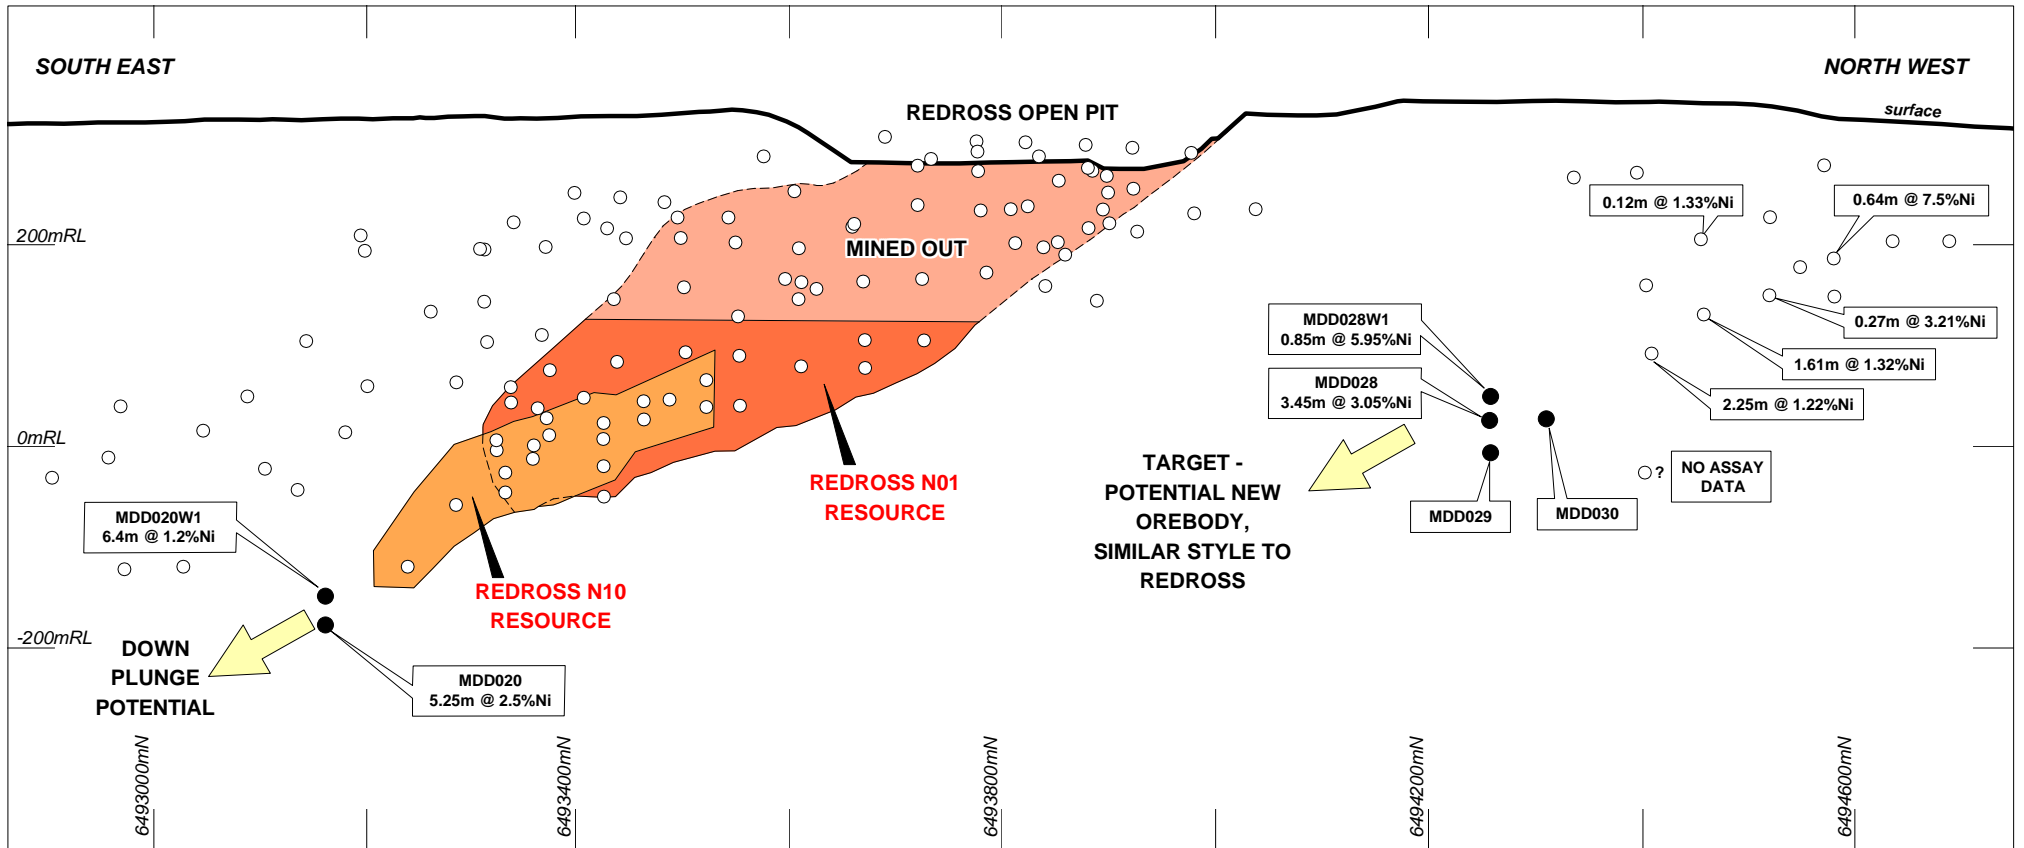 SOUTH EAST
NORTH WEST
REDROSS OPEN PIT
surface
0.12m @ 1.33%Ni
0.64m @ 7.5%Ni
200mRL
MINED OUT
MDD028W1
0.85m @ 5.95%Ni
0.27m @ 3.21%Ni
1.61m @ 1.32%Ni
MDD028
3.45m @ 3.05%Ni
2.25m @ 1.22%Ni
0mRL
TARGET -
POTENTIAL NEW
OREBODY,
SIMILAR STYLE TO
REDROSS
?
NO ASSAY
DATA
REDROSS N01
RESOURCE
MDD029
MDD030
MDD020W1
6.4m @ 1.2%Ni
REDROSS N10
RESOURCE
-200mRL
DOWN
PLUNGE
POTENTIAL
MDD020
5.25m @ 2.5%Ni
6493000mN
6493400mN
6493800mN
6494200mN
6494600mN